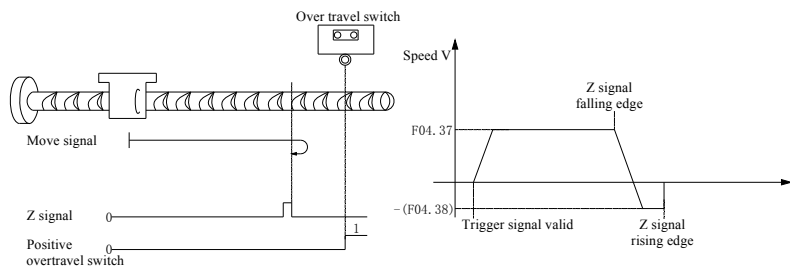 Over travel switch
Move signal
Z signal
0
Positive
overtravel switch
0
1
Speed V
Z signal
falling edge
F04.37
-(F04.38)
Trigger signal valid
Z signal
rising edge